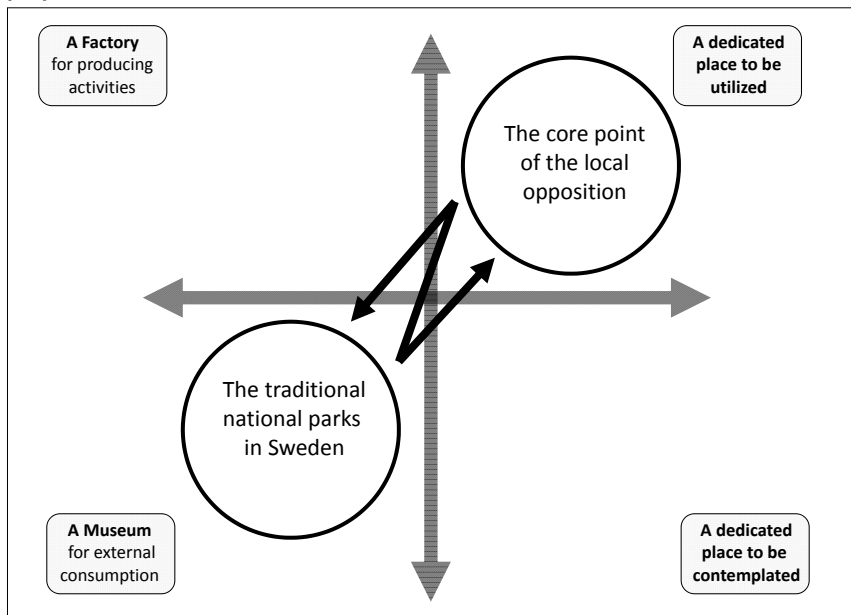 A Factory
for producing
activities
A dedicated
place to be
utilized
The core point
of the local
opposition
The traditional
national parks
in Sweden
A Museum
for external
consumption
A dedicated
place to be
contemplated